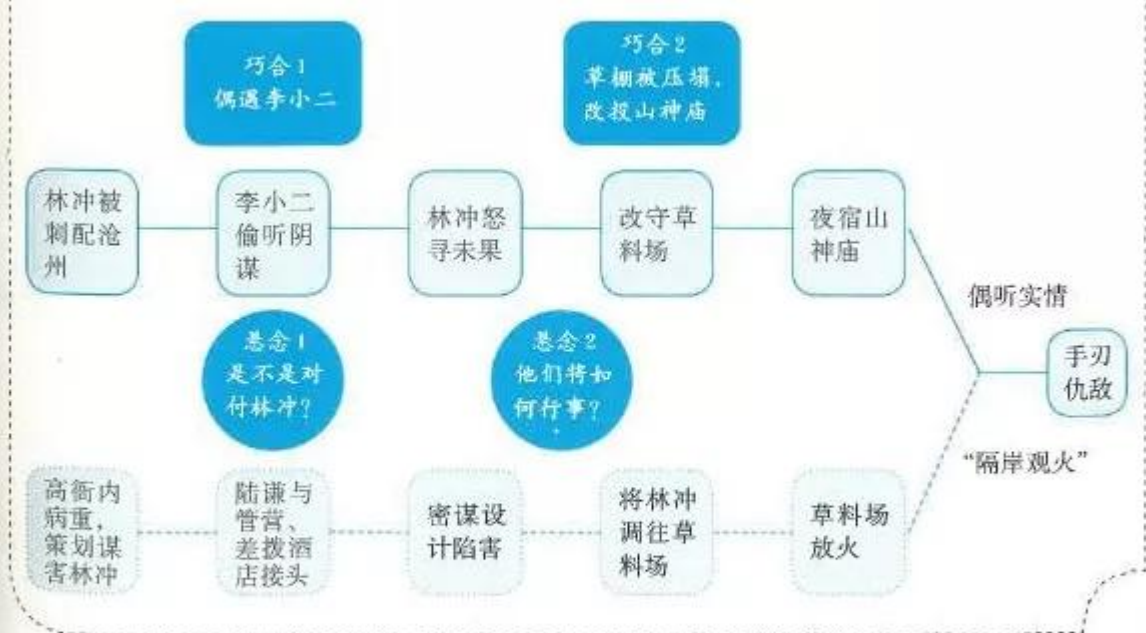 巧合1
偶遇李小二
巧合2
草棚被压塌,
改投山神庙
林冲被
刺配沧
州
李小二
偷听阴
谋
林冲怒
寻未果
改守草
料场
夜宿山
神庙
偶听实情
手刃
仇敌
悬念1
是不是对
付林冲?
悬念2
他们将如
何行事?
“隔岸观火”
高衙内
病重,
策划谋
害林冲
陆谦与
管营、
差拨酒
店接头
密谋设
计陷害
将林冲
调往草
料场
草料场
放火